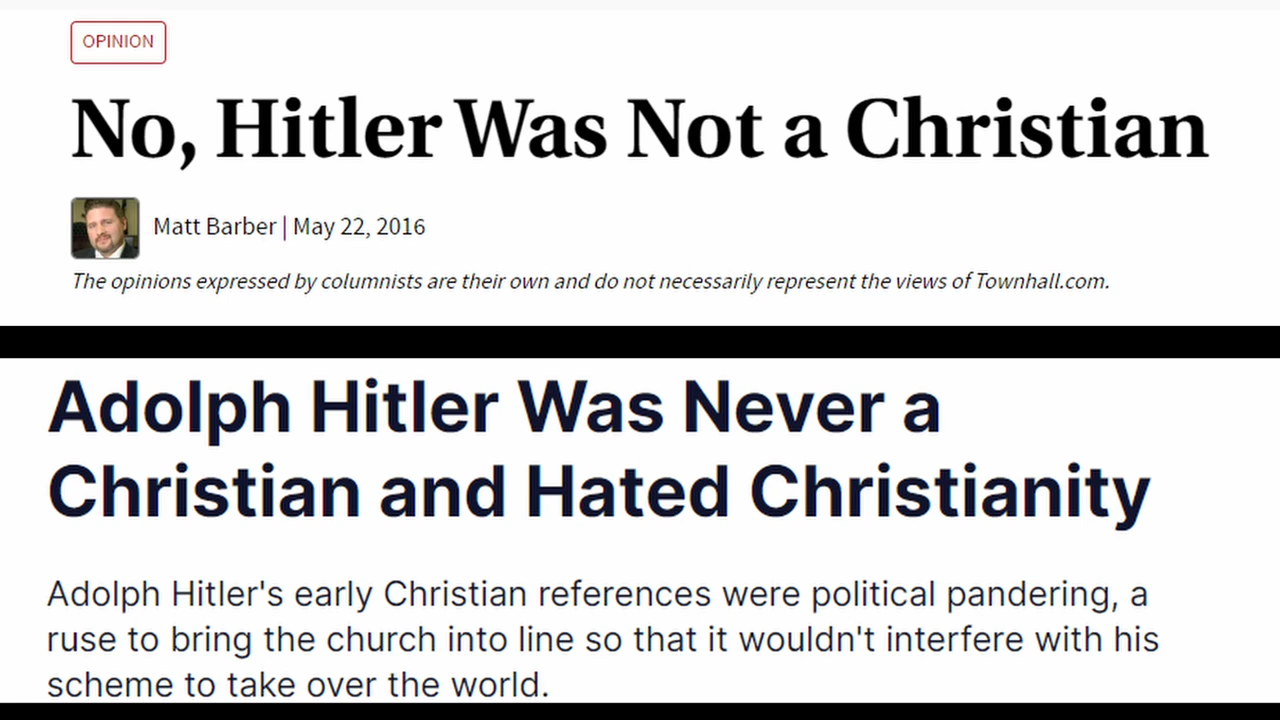 OPINION
No, Hitler Was Not a Christian
Matt Barber | May 22, 2016
The opinions expressed by columnists are their own and do not necessarily represent the views of Townhall.com.
Adolph Hitler Was Never a
Christian and Hated Christianity
Adolph Hitler's early Christian references were political pandering, a
ruse to bring the church into line so that it wouldn't interfere with his
scheme to take over the world.